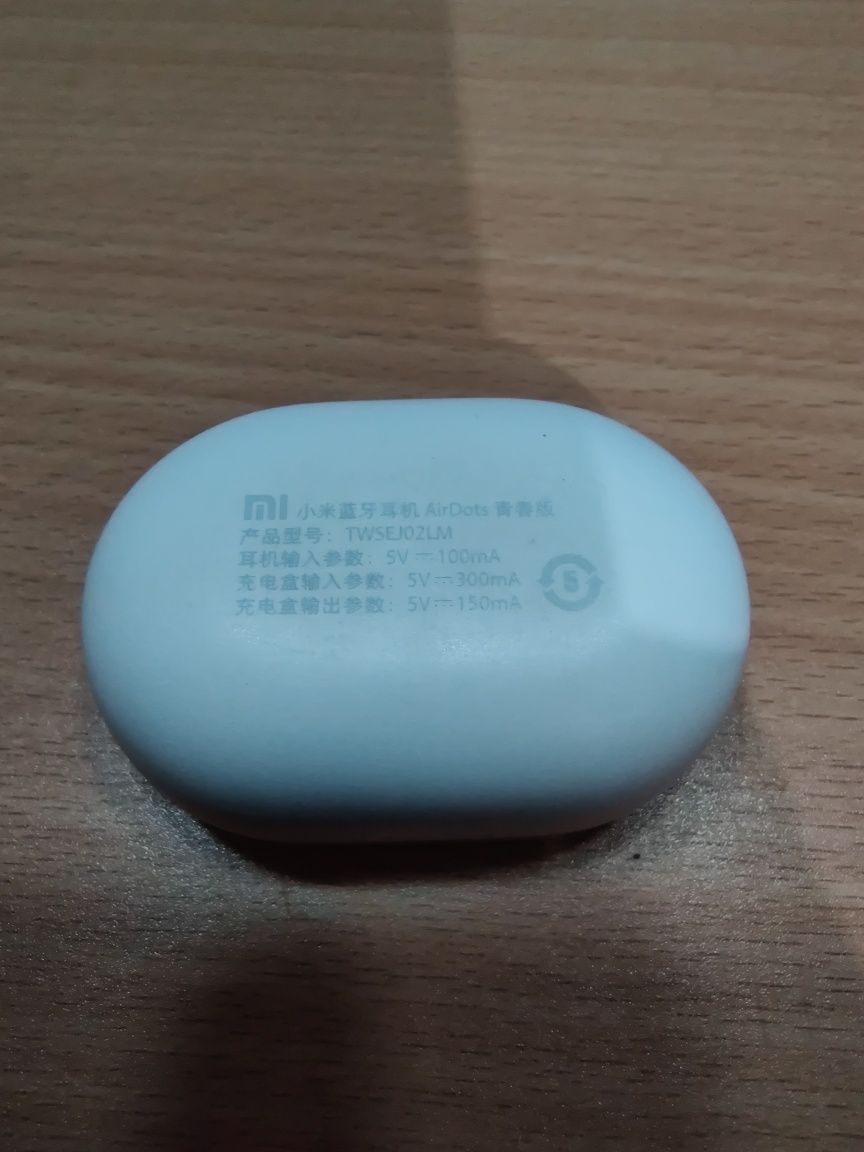 mi 小米蓝牙耳机 AirDots 青春版
产品型号：TWSEJ02LM
耳机输入参数：5V⎓100mA
充电盒输入参数：5V⎓300mA
充电盒输出参数：5V⎓150mA
5